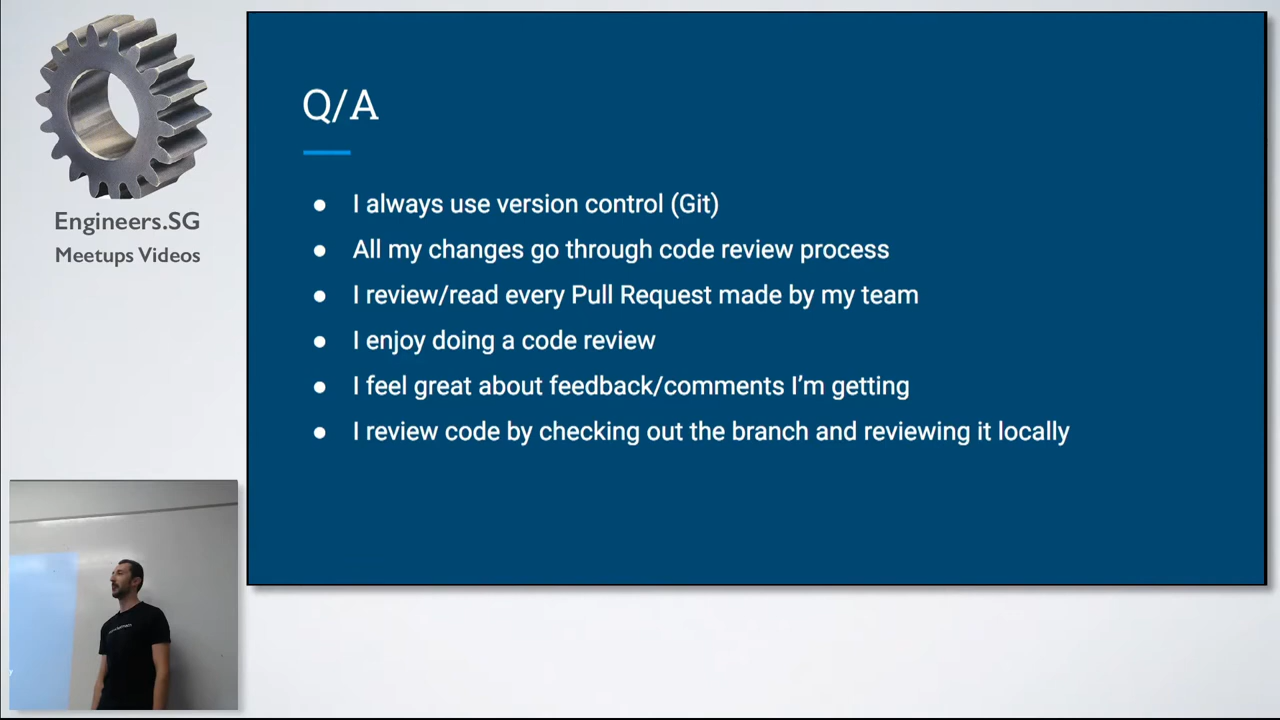 Engineers.SG
Meetups Videos
Q/A
● I always use version control (Git)
● All my changes go through code review process
● I review/read every Pull Request made by my team
● I enjoy doing a code review
● I feel great about feedback/comments I'm getting
● I review code by checking out the branch and reviewing it locally